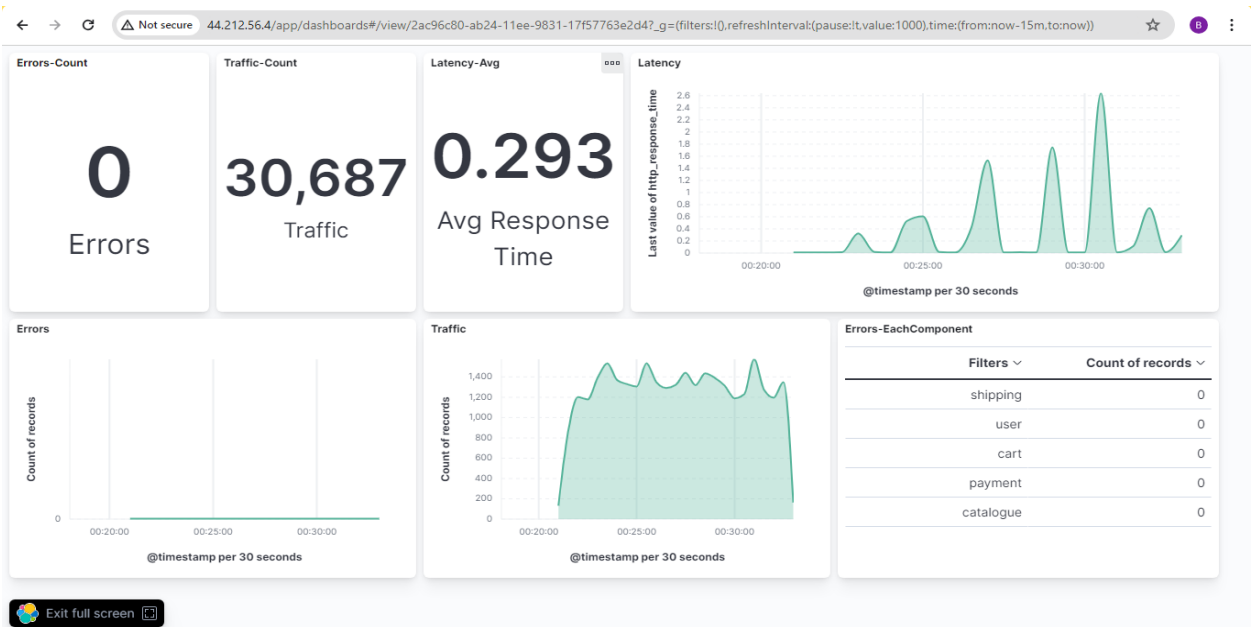 Not secure
44.212.56.4/app/dashboards#/view/2ac96c80-ab24-11ee-9831-17f57763e2d4?_g=(filters:!(),refreshInterval:(pause:!t,value:1000),time:(from:now-15m,to:now))
B
Errors-Count
0
Errors
Traffic-Count
30,687
Traffic
Latency-Avg
0.293
Avg Response
Time
Latency
Last value of http_response_time
2.6
2.4
2.2
2
1.8
1.6
1.4
1.2
1
0.8
0.6
0.4
0.2
0
00:20:00 00:25:00 00:30:00
@timestamp per 30 seconds
Errors
Count of records
0
00:20:00 00:25:00 00:30:00
@timestamp per 30 seconds
Traffic
Count of records
1,400
1,200
1,000
800
600
400
200
0
00:20:00 00:25:00 00:30:00
@timestamp per 30 seconds
Errors-EachComponent
Filters Count of records
shipping 0
user 0
cart 0
payment 0
catalogue 0
Exit full screen